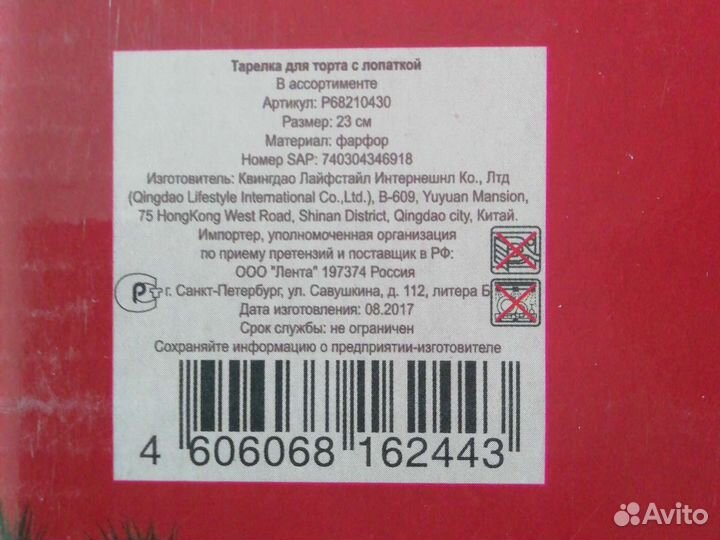 Тарелка для торта с лопаткой
В ассортименте
Артикул: P68210430
Размер: 23 см
Материал: фарфор
Номер SAP: 740304346918
Изготовитель: Квингдао Лайфстайл Интернешнл Ко., Лтд
(Qingdao Lifestyle International Co.,Ltd.), B-609, Yuyuan Mansion,
75 HongKong West Road, Shinan District, Qingdao city, Китай.
Импортер, уполномоченная организация
по приему претензий и поставщик в РФ:
ООО "Лента" 197374 Россия
г. Санкт-Петербург, ул. Савушкина, д. 112, литера Б
Дата изготовления: 08.2017
Срок службы: не ограничен
Сохраняйте информацию о предприятии-изготовителе
4 606068 162443
Avito